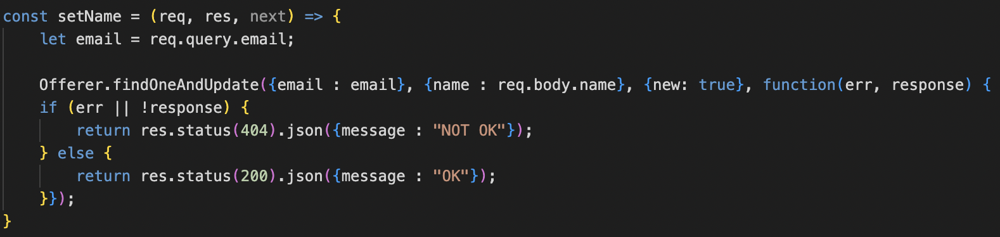 const setName = (req, res, next) => {
    let email = req.query.email;

    Offerer.findOneAndUpdate({email : email}, {name : req.body.name}, {new: true}, function(err, response) {
    if (err || !response) {
        return res.status(404).json({message : "NOT OK"});
    } else {
        return res.status(200).json({message : "OK"});
    }});
}